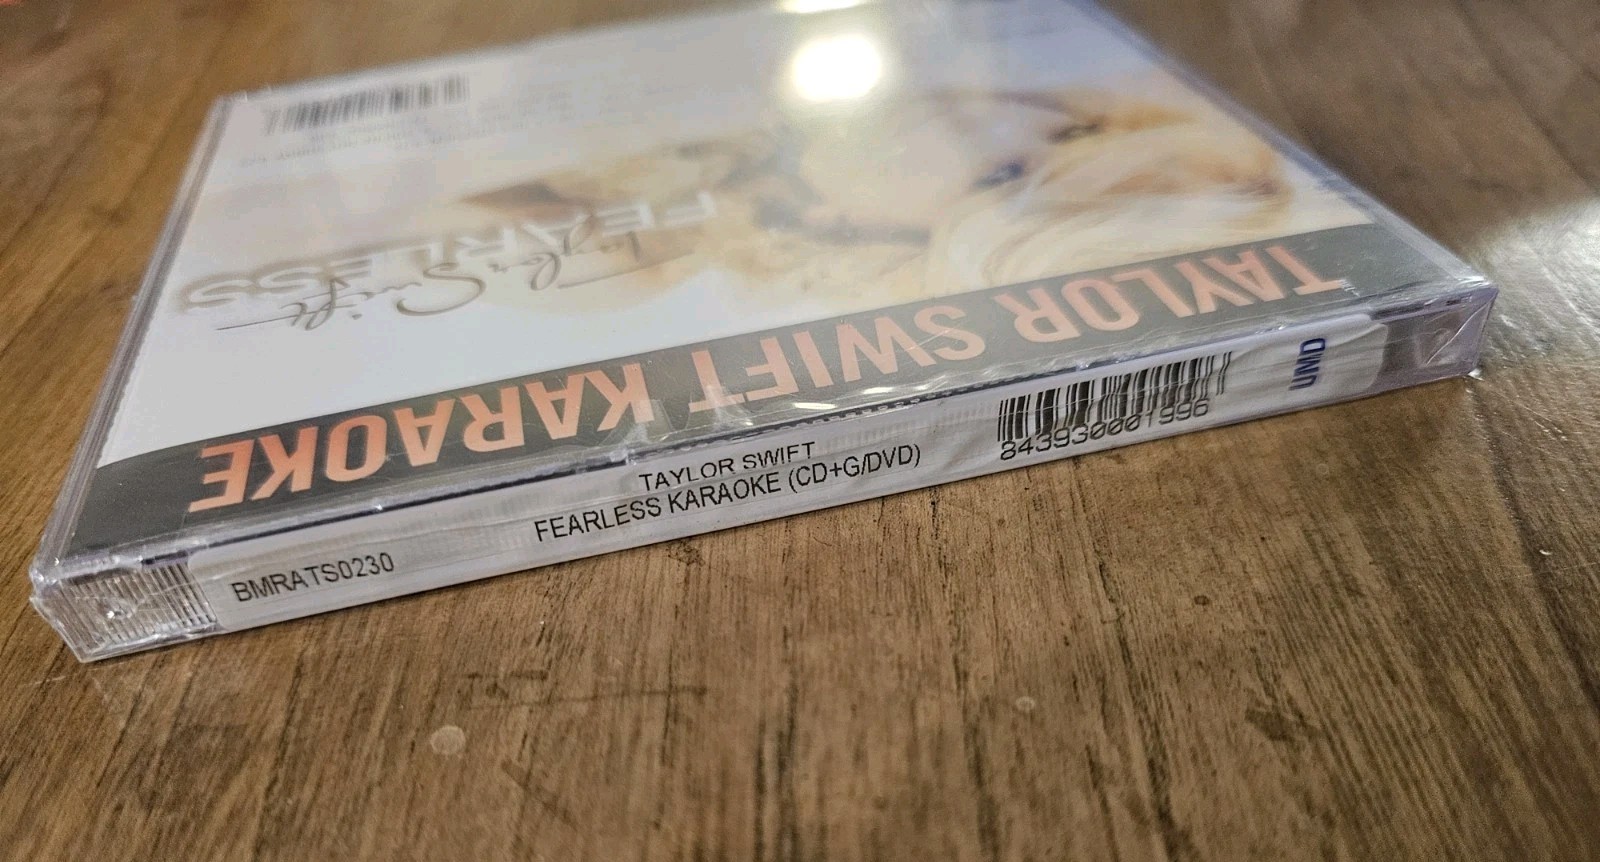 TAYLOR SWIFT KARAOKE
Taylor Swift
FEARLESS
BMRATS0230
TAYLOR SWIFT
FEARLESS KARAOKE (CD+G/DVD)
843930001996
UMD